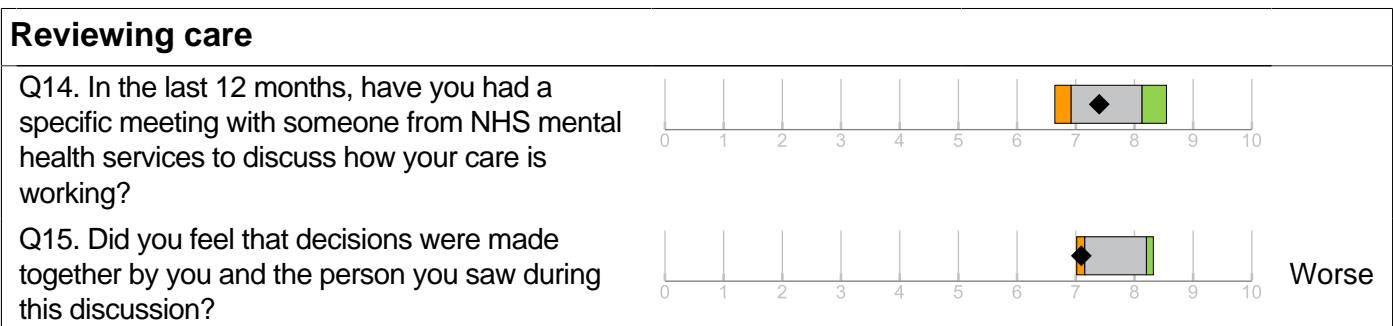 Reviewing care
Q14. In the last 12 months, have you had a
specific meeting with someone from NHS mental
health services to discuss how your care is
working?
0 1 2 3 4 5 6 7 8 9 10
Q15. Did you feel that decisions were made
together by you and the person you saw during
this discussion?
0 1 2 3 4 5 6 7 8 9 10
Worse